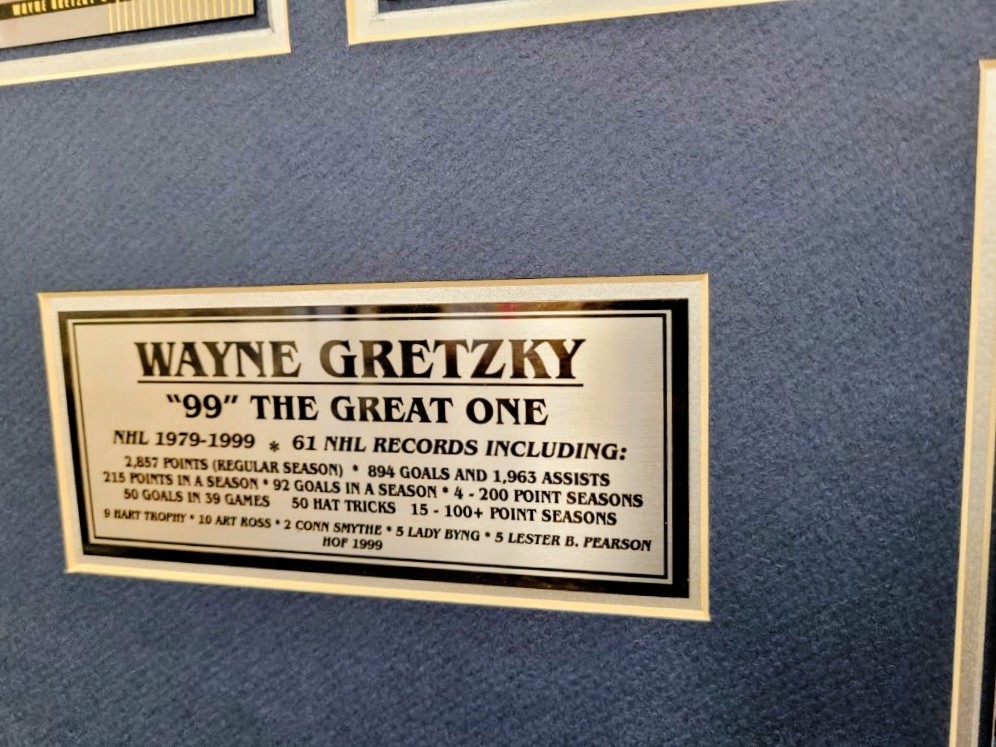 WAYNE GRETZKY
WAYNE GRETZKY
"99" THE GREAT ONE
NHL 1979-1999 * 61 NHL RECORDS INCLUDING:
2,857 POINTS (REGULAR SEASON) * 894 GOALS AND 1,963 ASSISTS
215 POINTS IN A SEASON * 92 GOALS IN A SEASON * 4 - 200 POINT SEASONS
50 GOALS IN 39 GAMES 50 HAT TRICKS 15 - 100+ POINT SEASONS
9 HART TROPHY * 10 ART ROSS * 2 CONN SMYTHE * 5 LADY BYNG * 5 LESTER B. PEARSON
HOF 1999